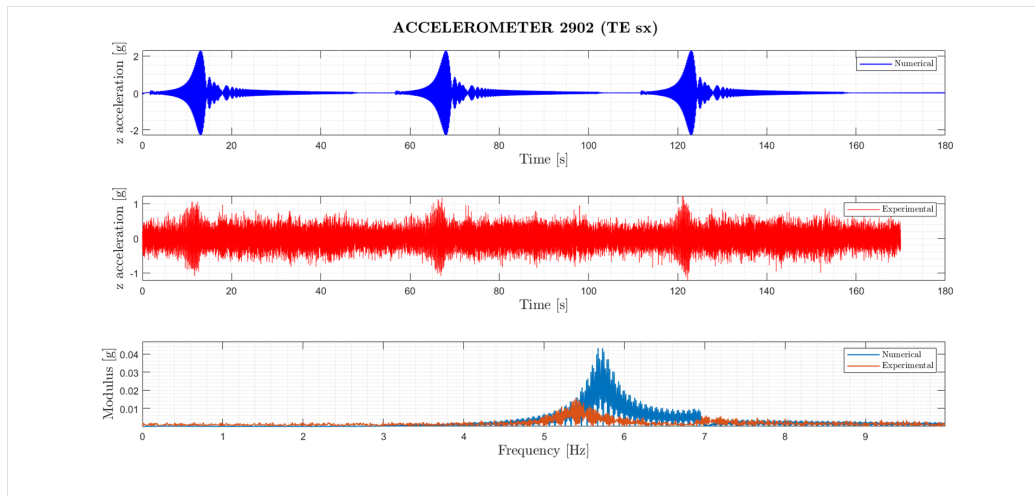 ACCELEROMETER 2902 (TE sx)
z acceleration [g]
2
0
-2
Numerical
0 20 40 60 80 100 120 140 160 180
Time [s]
z acceleration [g]
1
0
-1
Experimental
0 20 40 60 80 100 120 140 160 180
Time [s]
Modulus [g]
0.04
0.03
0.02
0.01
Numerical
Experimental
0 1 2 3 4 5 6 7 8 9
Frequency [Hz]